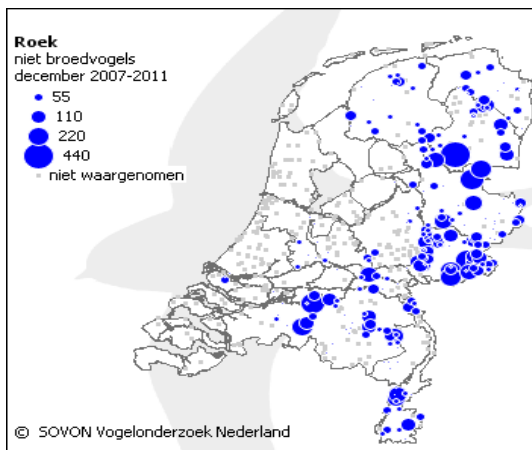 Roek
niet broedvogels
december 2007-2011
55
110
220
440
niet waargenomen
© SOVON Vogelonderzoek Nederland